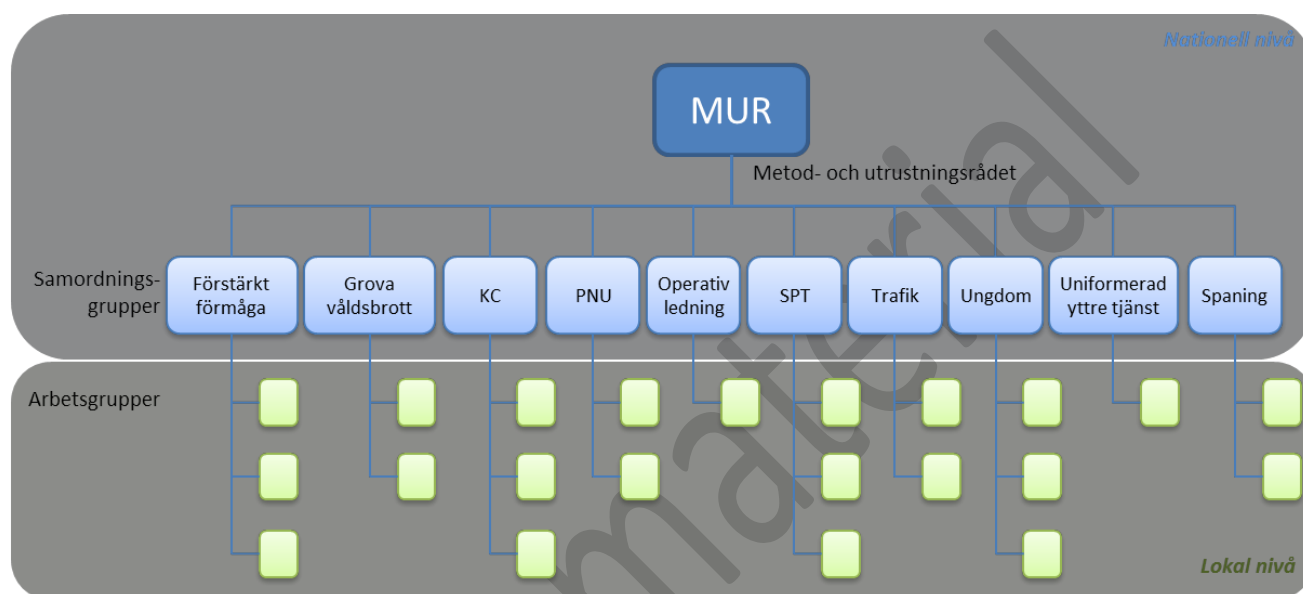 Nationell nivå
MUR
Metod- och utrustningsrådet
Samordnings-
grupper
Förstärkt
förmåga
Grova
våldsbrott
KC
PNU
Operativ
ledning
SPT
Trafik
Ungdom
Uniformerad
yttre tjänst
Spaning
Arbetsgrupper
Lokal nivå
material